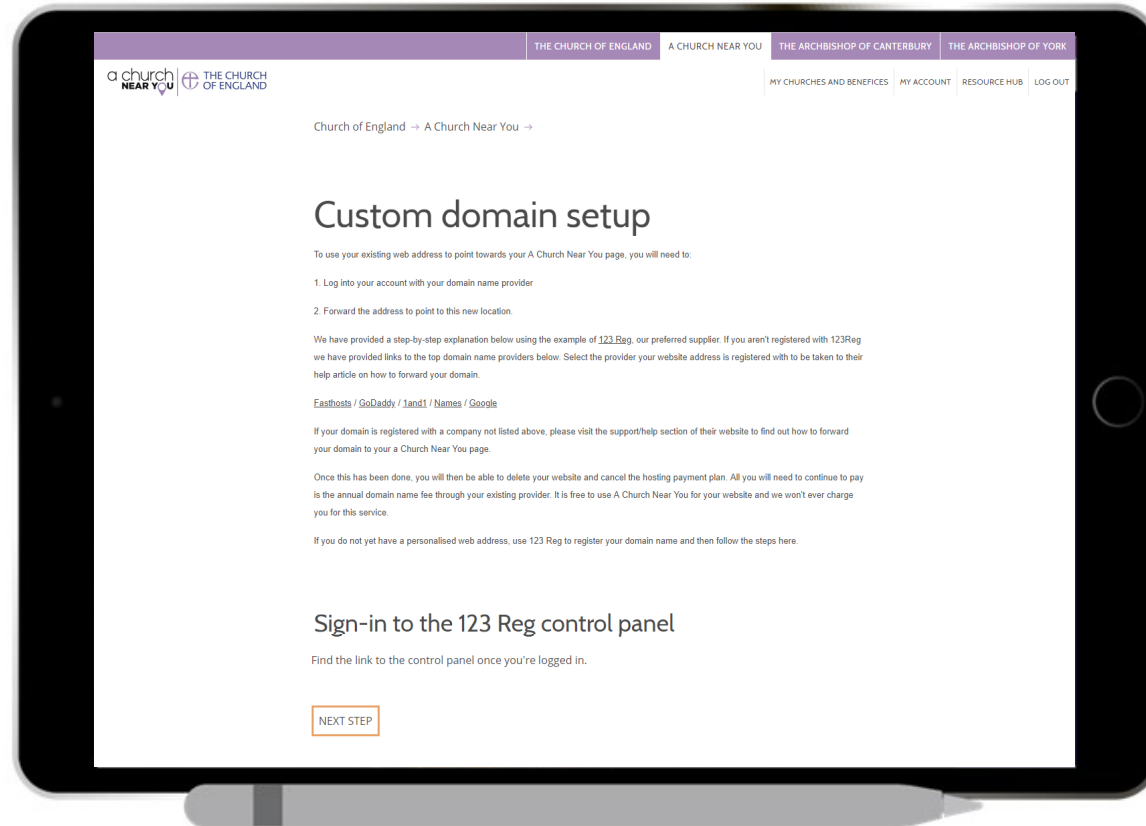 THE CHURCH OF ENGLAND A CHURCH NEAR YOU THE ARCHBISHOP OF CANTERBURY THE ARCHBISHOP OF YORK
a church
NEAR YOU
THE CHURCH
OF ENGLAND
MY CHURCHES AND BENEFICES MY ACCOUNT RESOURCE HUB LOG OUT
Church of England → A Church Near You →
Custom domain setup
To use your existing web address to point towards your A Church Near You page, you will need to:
1. Log into your account with your domain name provider
2. Forward the address to point to this new location.
We have provided a step-by-step explanation below using the example of 123 Reg, our preferred supplier. If you aren't registered with 123Reg
we have provided links to the top domain name providers below. Select the provider your website address is registered with to be taken to their
help article on how to forward your domain.
Fasthosts / GoDaddy / 1and1 / Names / Google
If your domain is registered with a company not listed above, please visit the support/help section of their website to find out how to forward
your domain to your a Church Near You page.
Once this has been done, you will then be able to delete your website and cancel the hosting payment plan. All you will need to continue to pay
is the annual domain name fee through your existing provider. It is free to use A Church Near You for your website and we won't ever charge
you for this service.
If you do not yet have a personalised web address, use 123 Reg to register your domain name and then follow the steps here.
Sign-in to the 123 Reg control panel
Find the link to the control panel once you're logged in.
NEXT STEP